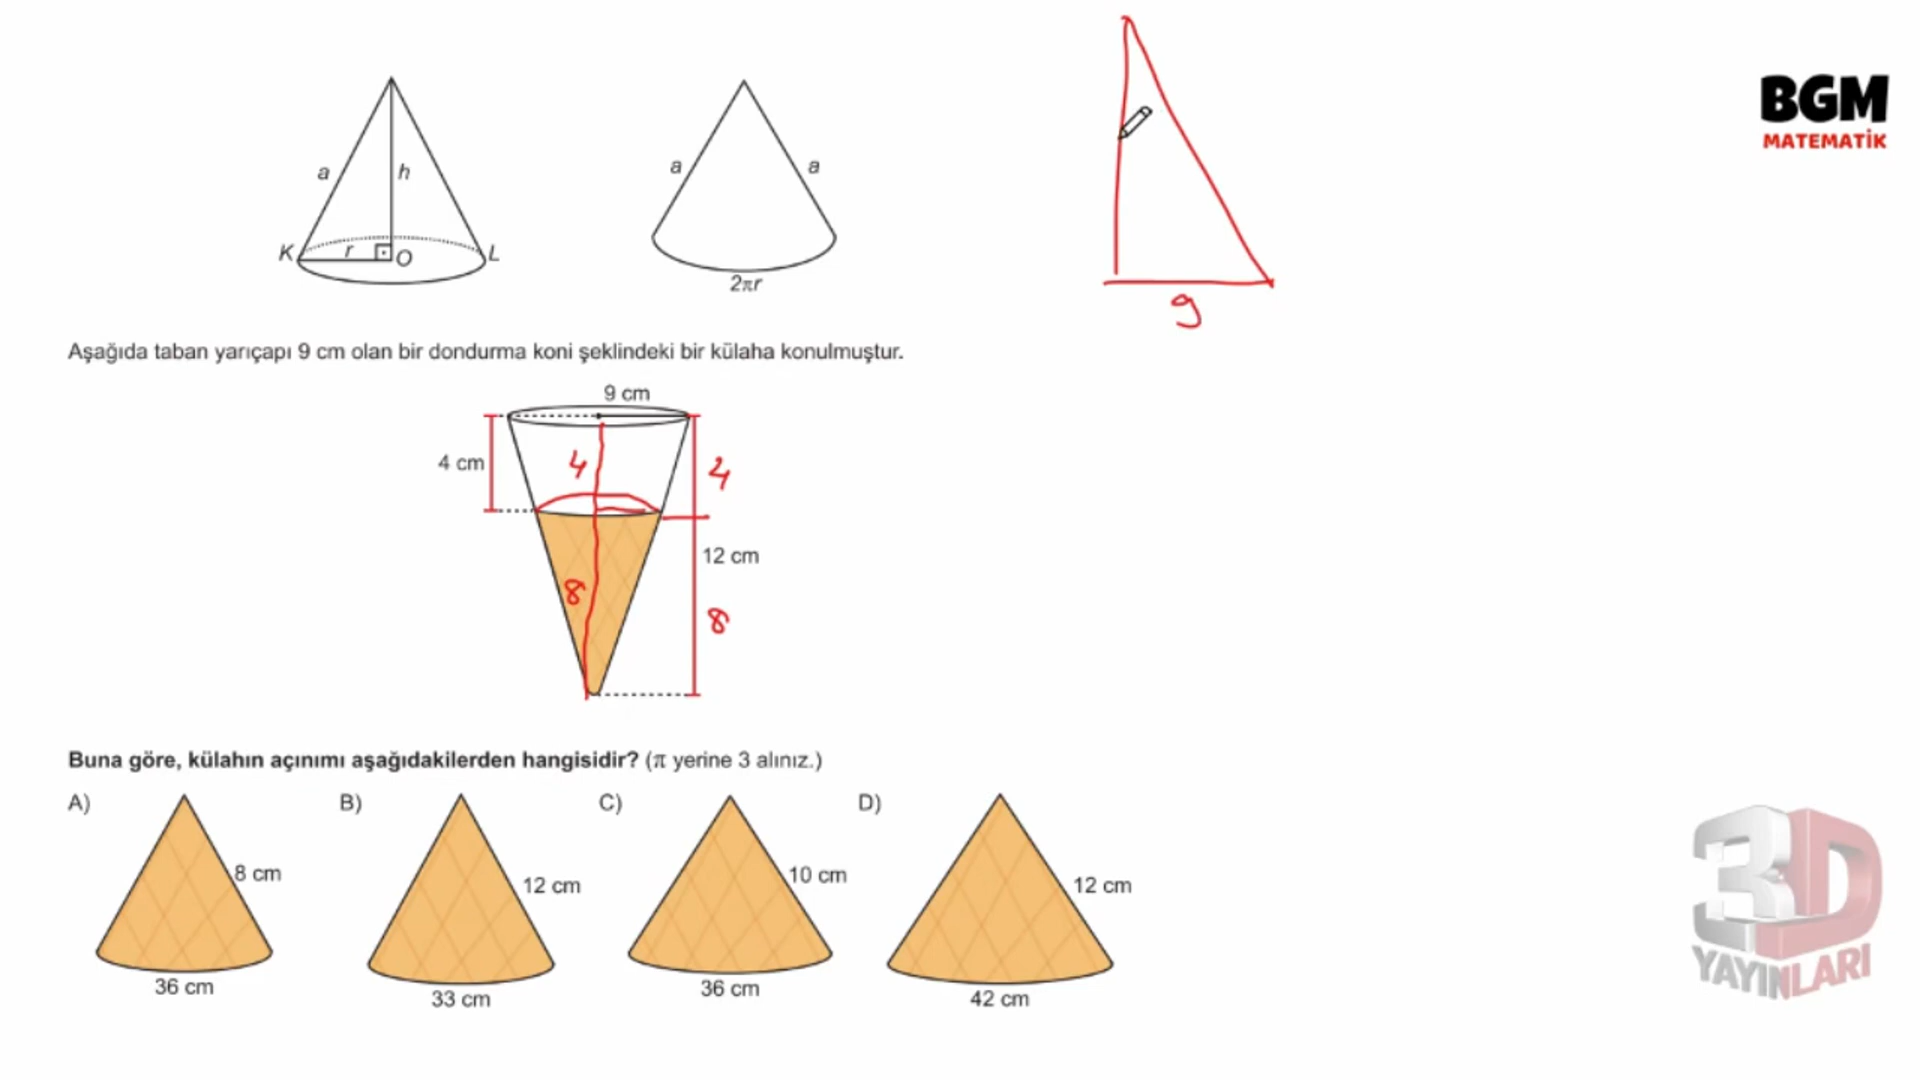 BGM
MATEMATİK
a
h
K
r
O
L
a
a
2πr
9
Aşağıda taban yarıçapı 9 cm olan bir dondurma koni şeklindeki bir külaha konulmuştur.
9 cm
4 cm
4
4
12 cm
8
8
Buna göre, külahın açınımı aşağıdakilerden hangisidir? (π yerine 3 alınız.)
A)
B)
C)
D)
8 cm
12 cm
10 cm
12 cm
36 cm
33 cm
36 cm
42 cm
3D
YAYINLARI